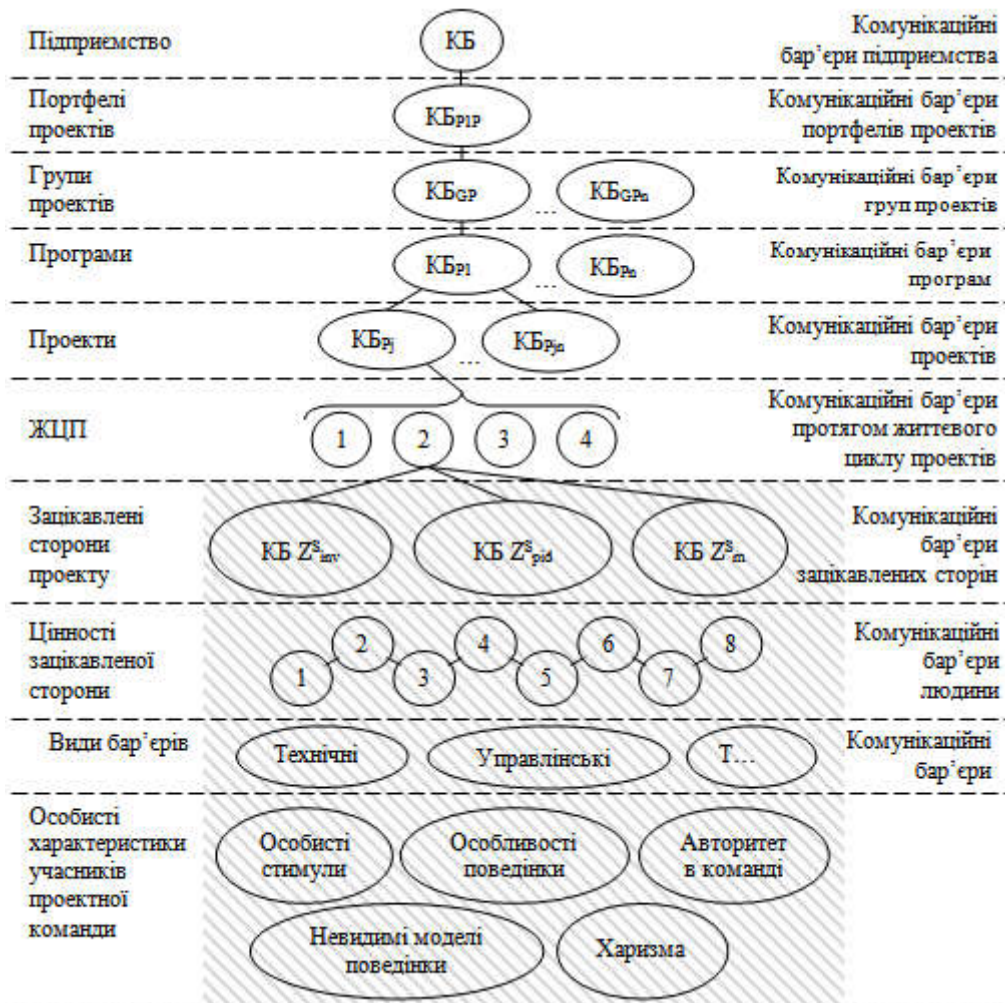 Підприємство
КБ
Комунікаційні
бар’єри підприємства
Портфелі
проектів
КБP1P
Комунікаційні бар’єри
портфелів проектів
Групи
проектів
КБGP
...
КБGPn
Комунікаційні бар’єри
груп проектів
Програми
КБP1
...
КБPn
Комунікаційні бар’єри
програм
Проекти
КБPj
...
КБPjn
Комунікаційні бар’єри
проектів
ЖЦП
1 2 3 4
Комунікаційні бар’єри
протягом життєвого
циклу проектів
Зацікавлені
сторони
проекту
КБ Z^S_inv
КБ Z^S_pid
КБ Z^S_m
Комунікаційні
бар’єри
зацікавлених сторін
Цінності
зацікавленої
сторони
1 2 3 4 5 6 7 8
Комунікаційні
бар’єри
людини
Види бар’єрів
Технічні
Управлінські
Т...
Комунікаційні
бар’єри
Особисті
характеристики
учасників
проектної
команди
Особисті
стимули
Особливості
поведінки
Авторитет
в команді
Невидимі моделі
поведінки
Харизма